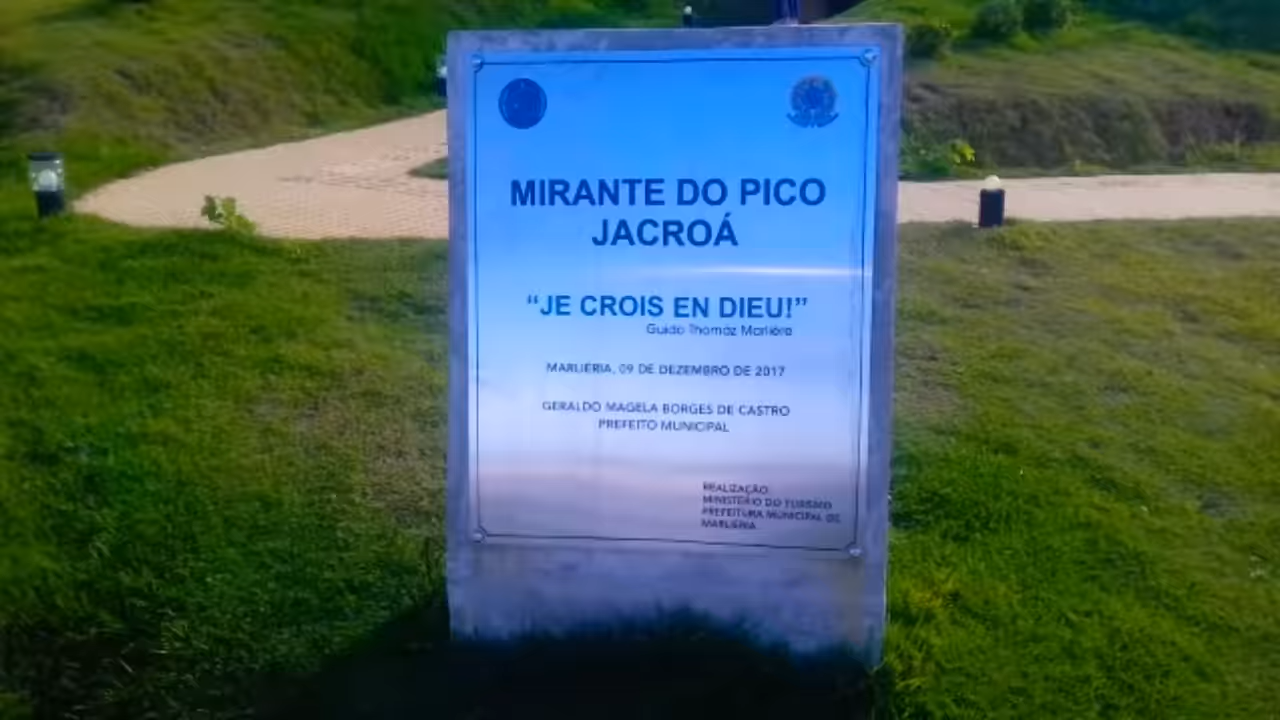 MIRANTE DO PICO
JACROÁ
“JE CROIS EN DIEU!”
Guido Thomáz Marlière
MARLIÉRIA, 09 DE DEZEMBRO DE 2017
GERALDO MAGELA BORGES DE CASTRO
PREFEITO MUNICIPAL
REALIZAÇÃO:
MINISTÉRIO DO TURISMO
PREFEITURA MUNICIPAL DE
MARLIÉRIA